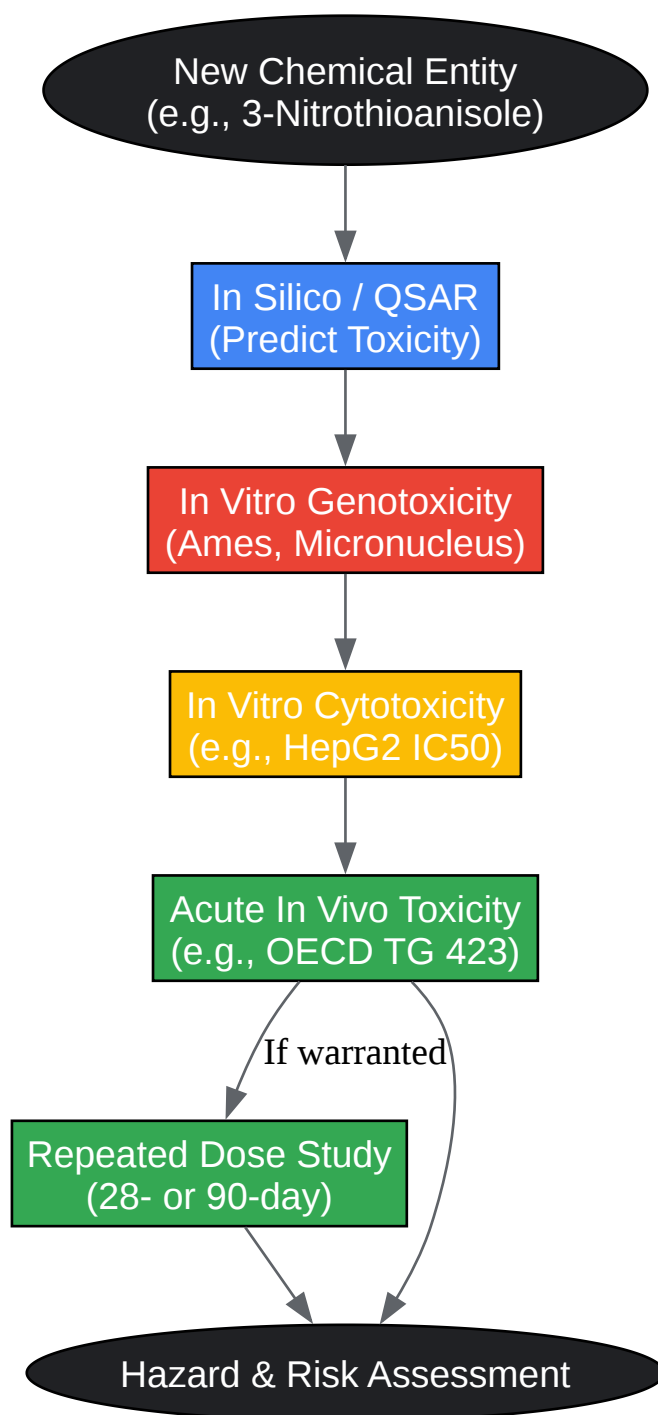 New Chemical Entity
(e.g., 3-Nitrothioanisole)
In Silico / QSAR
(Predict Toxicity)
In Vitro Genotoxicity
(Ames, Micronucleus)
In Vitro Cytotoxicity
(e.g., HepG2 IC50)
Acute In Vivo Toxicity
(e.g., OECD TG 423)
If warranted
Repeated Dose Study
(28- or 90-day)
Hazard & Risk Assessment